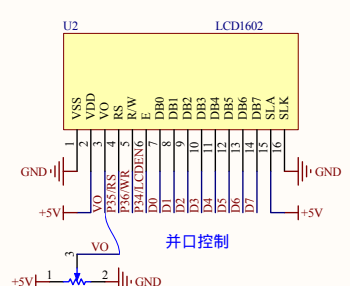 U2 LCD1602
VSS VDD VO RS R/W E DB0 DB1 DB2 DB3 DB4 DB5 DB6 DB7 SLA SLK
1 2 3 4 5 6 7 8 9 10 11 12 13 14 15 16
GND VO P35/RS P36/WR P34/LCDEN D0 D1 D2 D3 D4 D5 D6 D7 GND
+5V +5V
并口控制
VO
3
+5V 1 2 GND